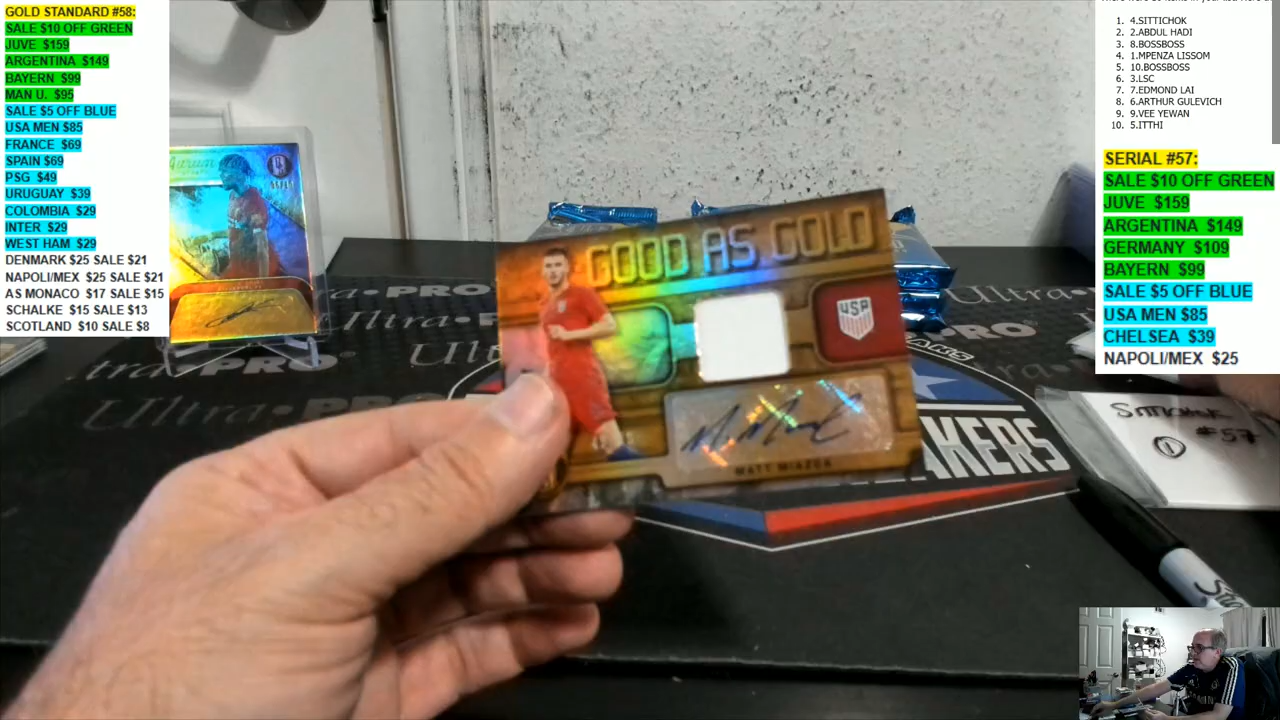 GOLD STANDARD #58:
SALE $10 OFF GREEN
JUVE $159
ARGENTINA $149
BAYERN $99
MAN U. $95
SALE $5 OFF BLUE
USA MEN $85
FRANCE $69
SPAIN $69
PSG $49
URUGUAY $39
COLOMBIA $29
INTER $29
WEST HAM $29
DENMARK $25 SALE $21
NAPOLI/MEX $25 SALE $21
AS MONACO $17 SALE $15
SCHALKE $15 SALE $13
SCOTLAND $10 SALE $8
GOOD AS GOLD
USA
MATT MIAZGA
Ultra PRO
Ultra PRO
AKERS
1. 4.SITTICHOK
2. 2.ABDUL HADI
3. 8.BOSSBOSS
4. 1.MPENZA LISSOM
5. 10.BOSSBOSS
6. 3.LSC
7. 7.EDMOND LAI
8. 6.ARTHUR GULEVICH
9. 9.VEE YEWAN
10. 5.ITTHI
SERIAL #57:
SALE $10 OFF GREEN
JUVE $159
ARGENTINA $149
GERMANY $109
BAYERN $99
SALE $5 OFF BLUE
USA MEN $85
CHELSEA $39
NAPOLI/MEX $25
SITTICHOK
#57
1